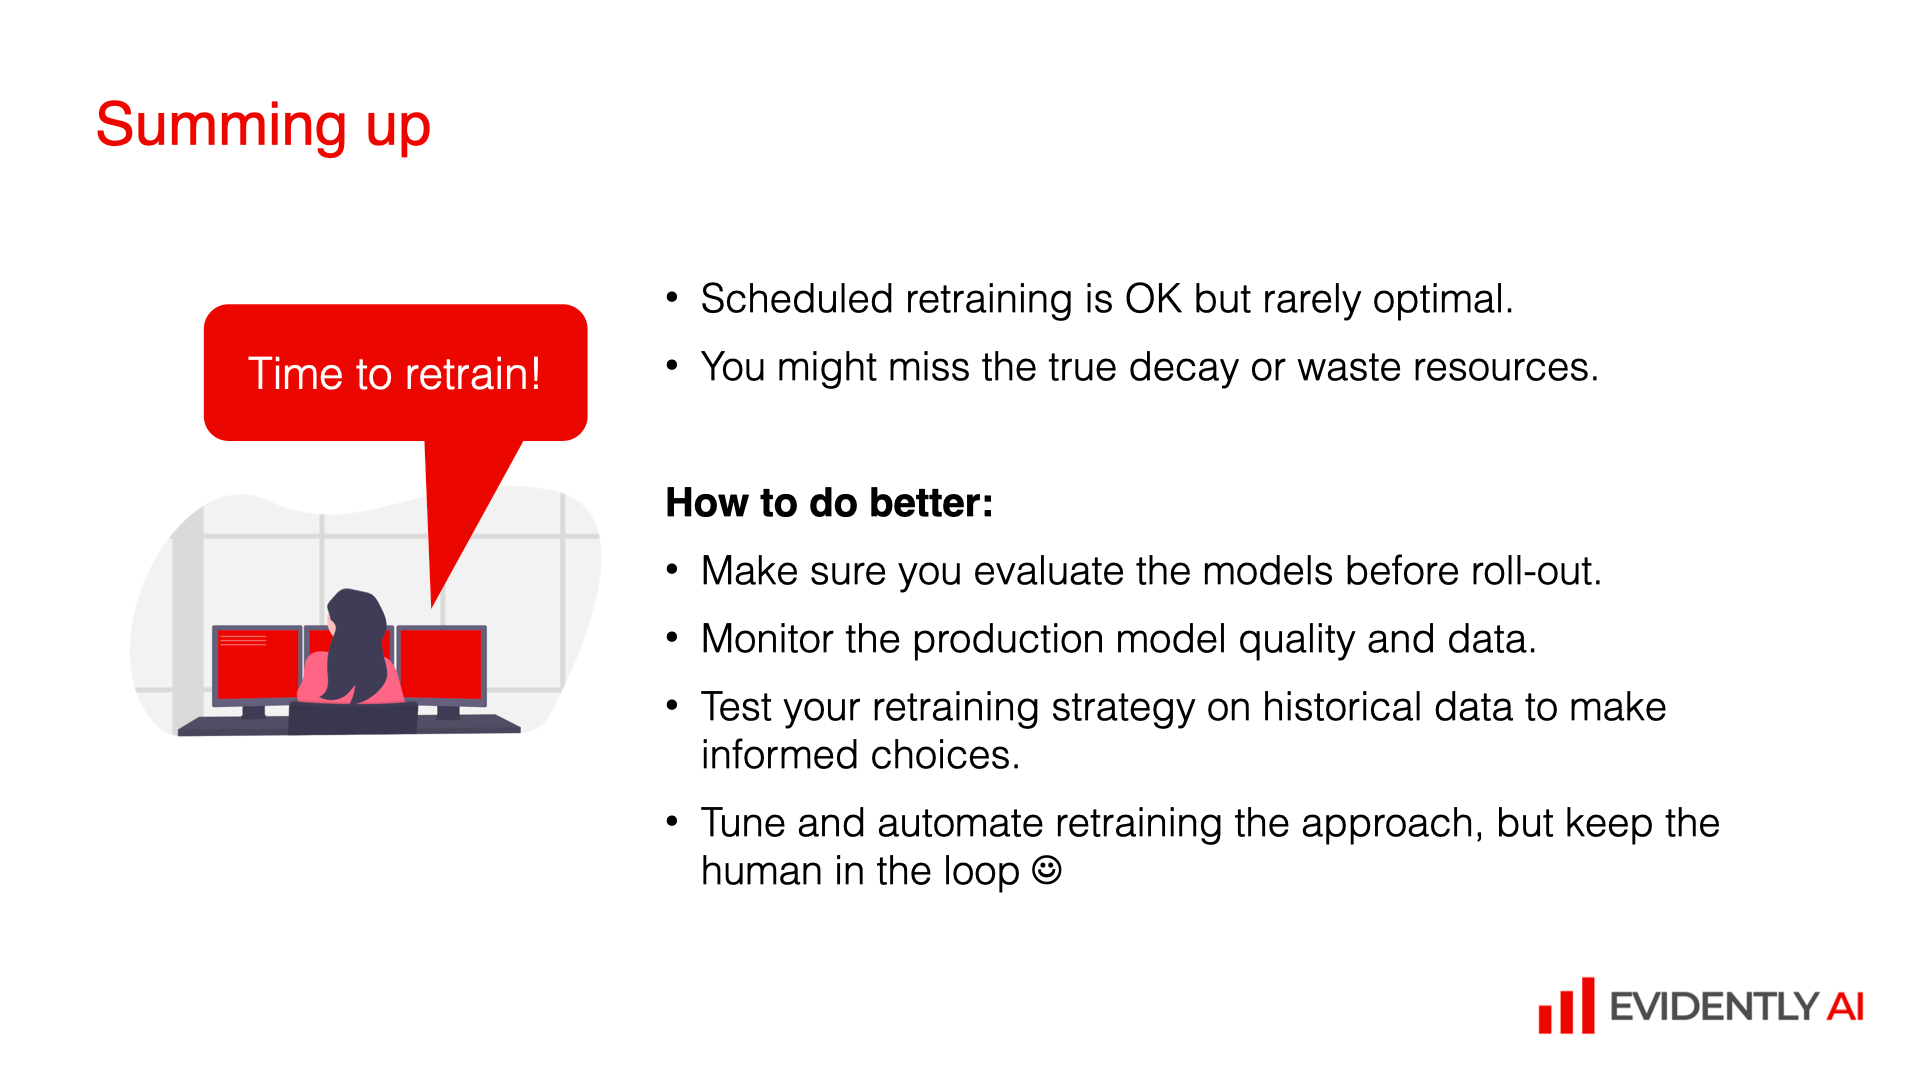 Summing up
Time to retrain!
• Scheduled retraining is OK but rarely optimal.
• You might miss the true decay or waste resources.
How to do better:
• Make sure you evaluate the models before roll-out.
• Monitor the production model quality and data.
• Test your retraining strategy on historical data to make
informed choices.
• Tune and automate retraining the approach, but keep the
human in the loop ☺
EVIDENTLY AI